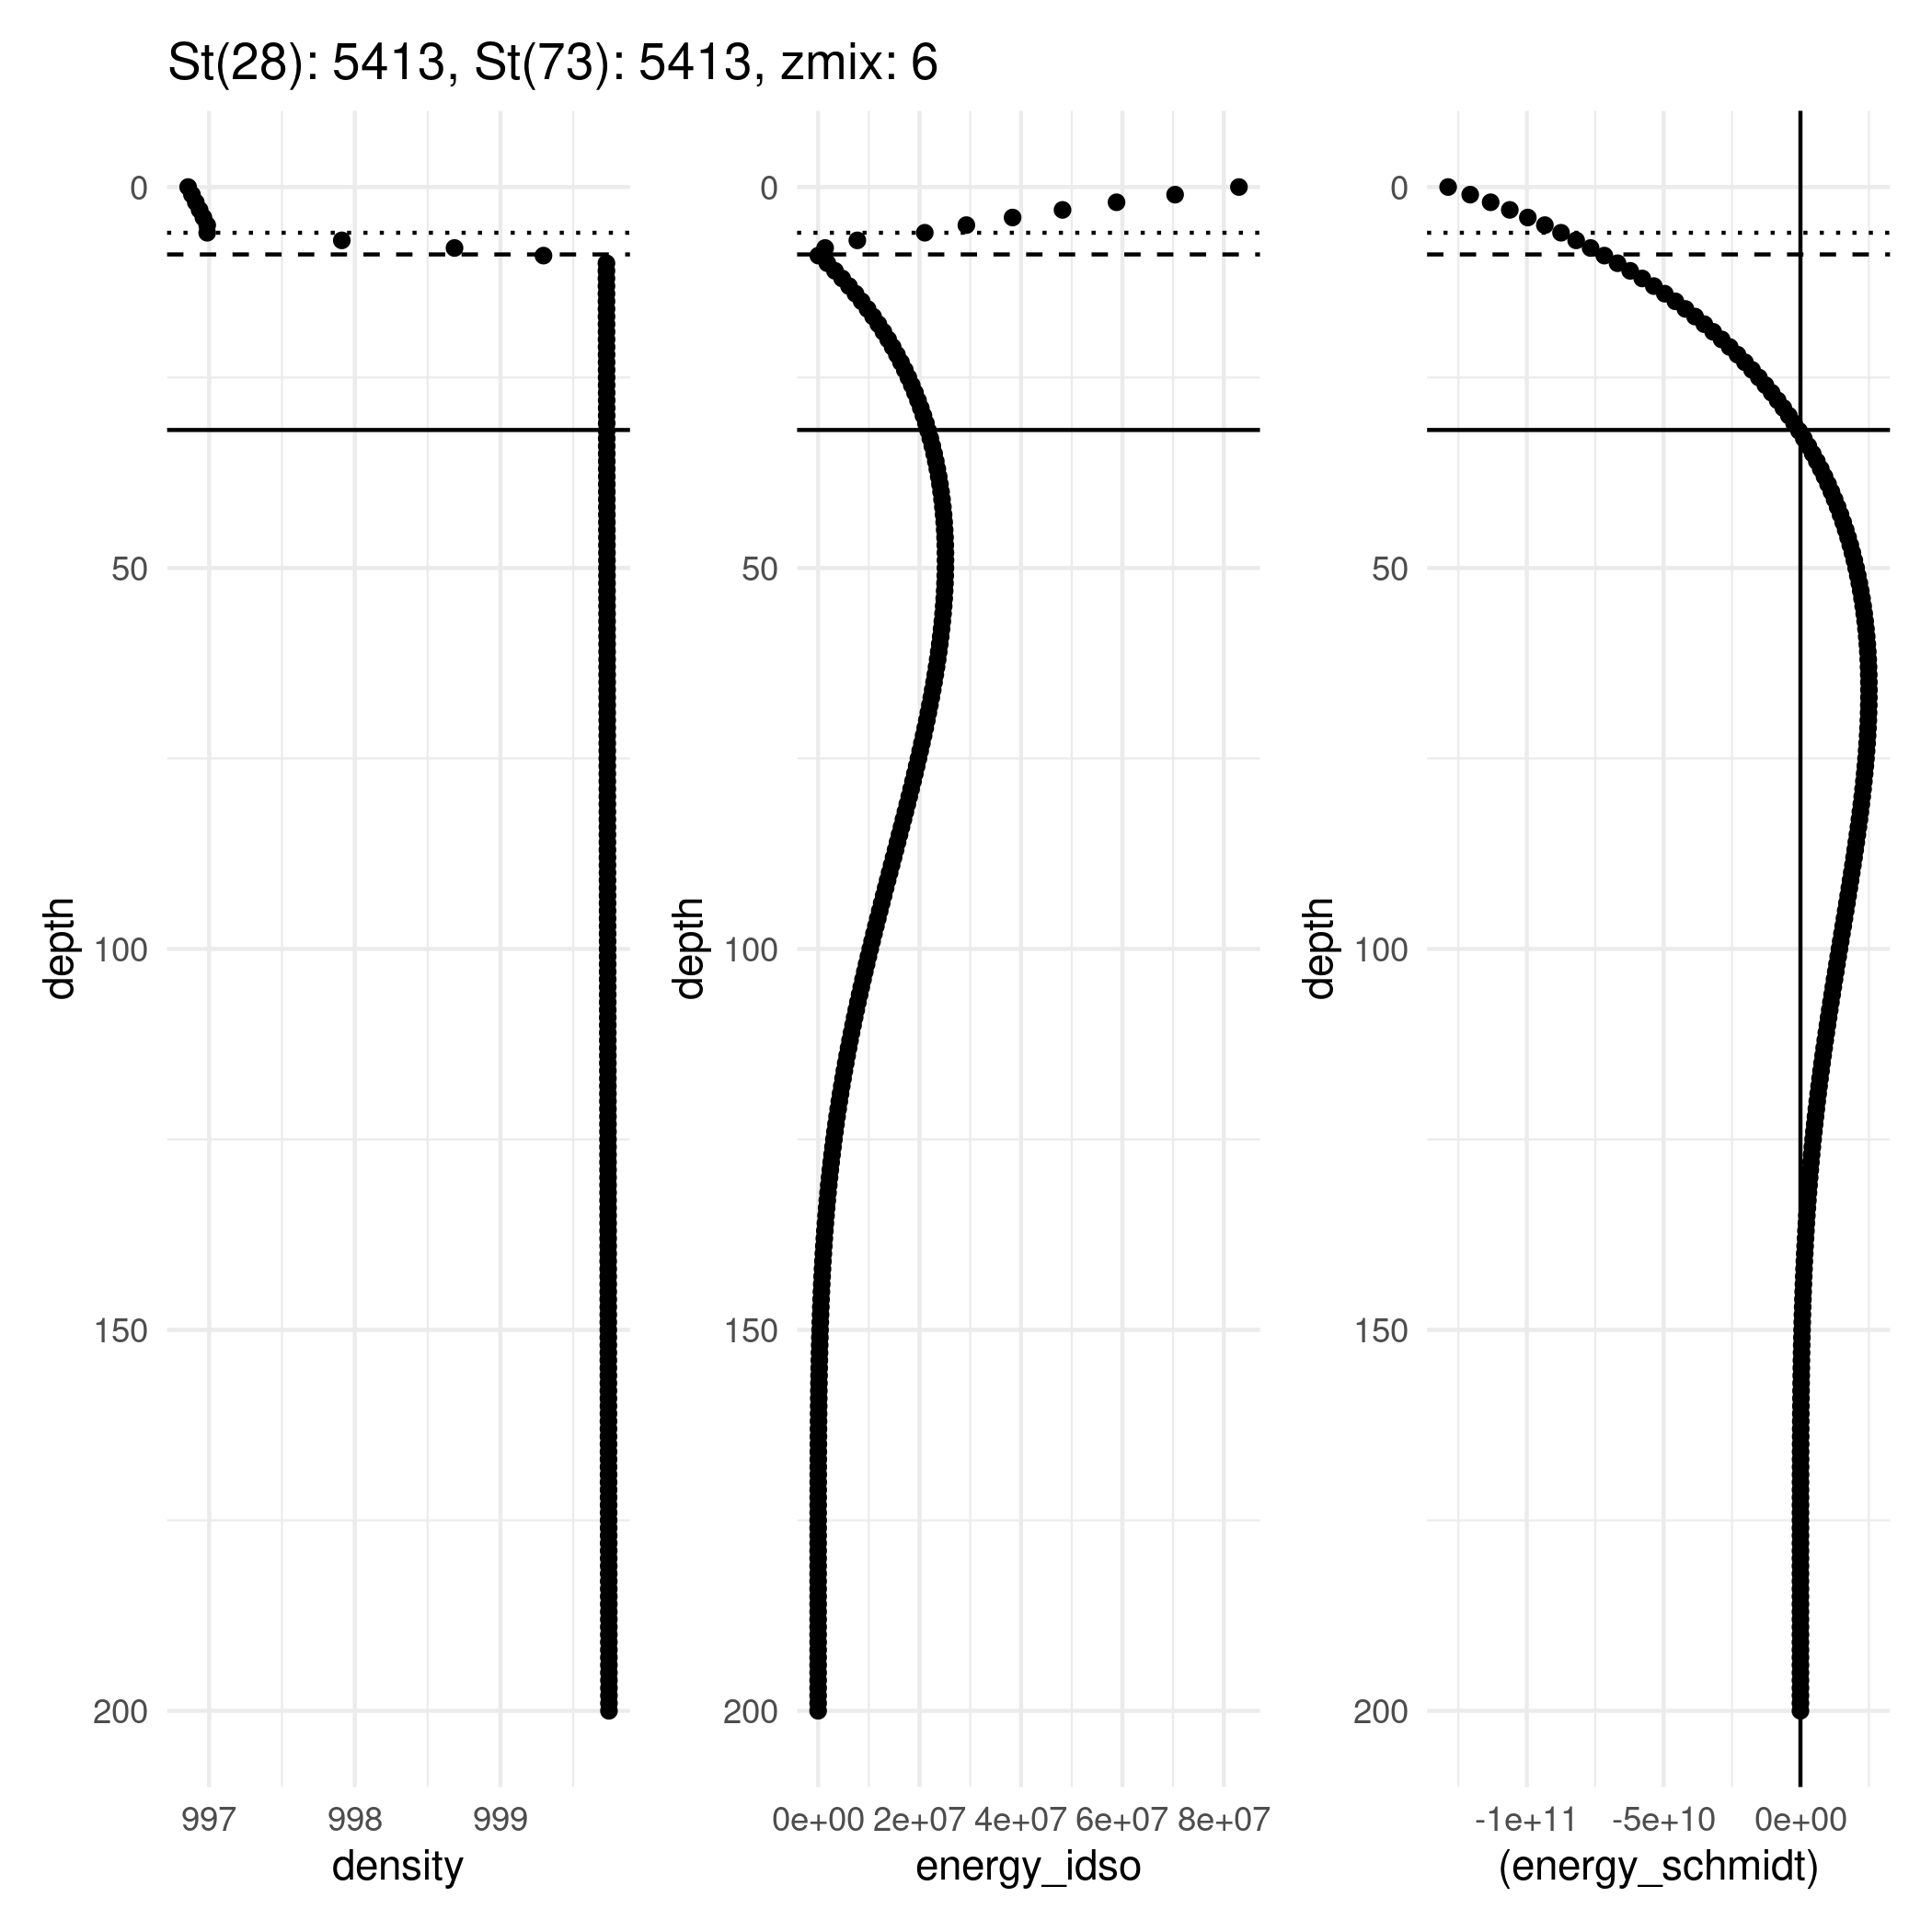 St(28): 5413, St(73): 5413, zmix: 6
0
50
100
150
200
depth
997
998
999
density
0
50
100
150
200
depth
0e+00
2e+07
4e+07
6e+07
8e+07
energy_idso
0
50
100
150
200
depth
-1e+11
-5e+10
0e+00
(energy_schmidt)